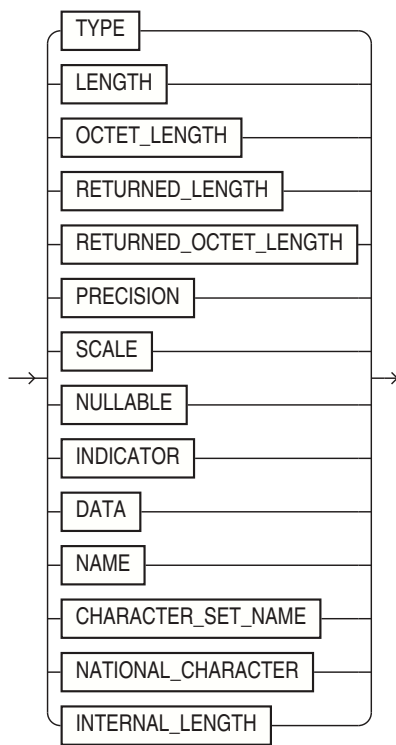 TYPE
LENGTH
OCTET_LENGTH
RETURNED_LENGTH
RETURNED_OCTET_LENGTH
PRECISION
SCALE
NULLABLE
INDICATOR
DATA
NAME
CHARACTER_SET_NAME
NATIONAL_CHARACTER
INTERNAL_LENGTH